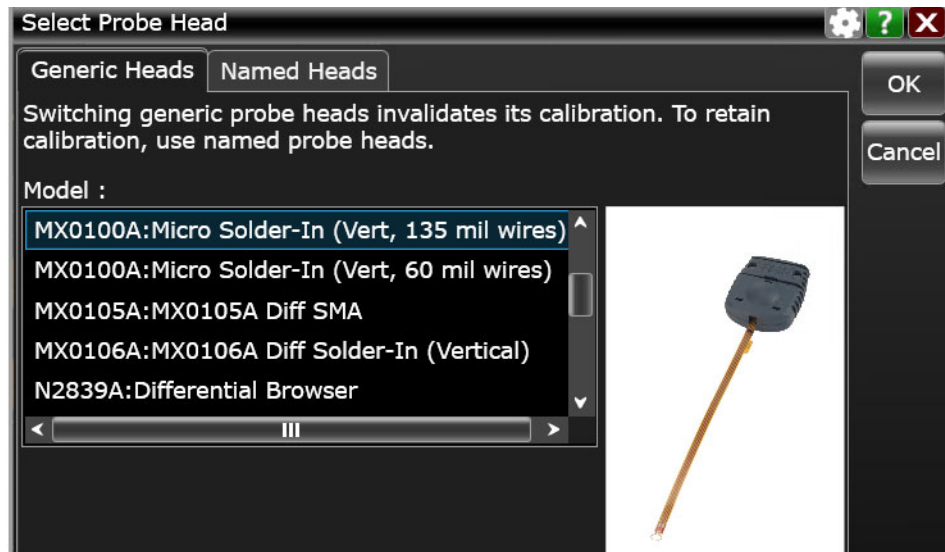 Select Probe Head
? X
Generic Heads Named Heads
OK
Switching generic probe heads invalidates its calibration. To retain
calibration, use named probe heads.
Cancel
Model :
MX0100A:Micro Solder-In (Vert, 135 mil wires)
MX0100A:Micro Solder-In (Vert, 60 mil wires)
MX0105A:MX0105A Diff SMA
MX0106A:MX0106A Diff Solder-In (Vertical)
N2839A:Differential Browser